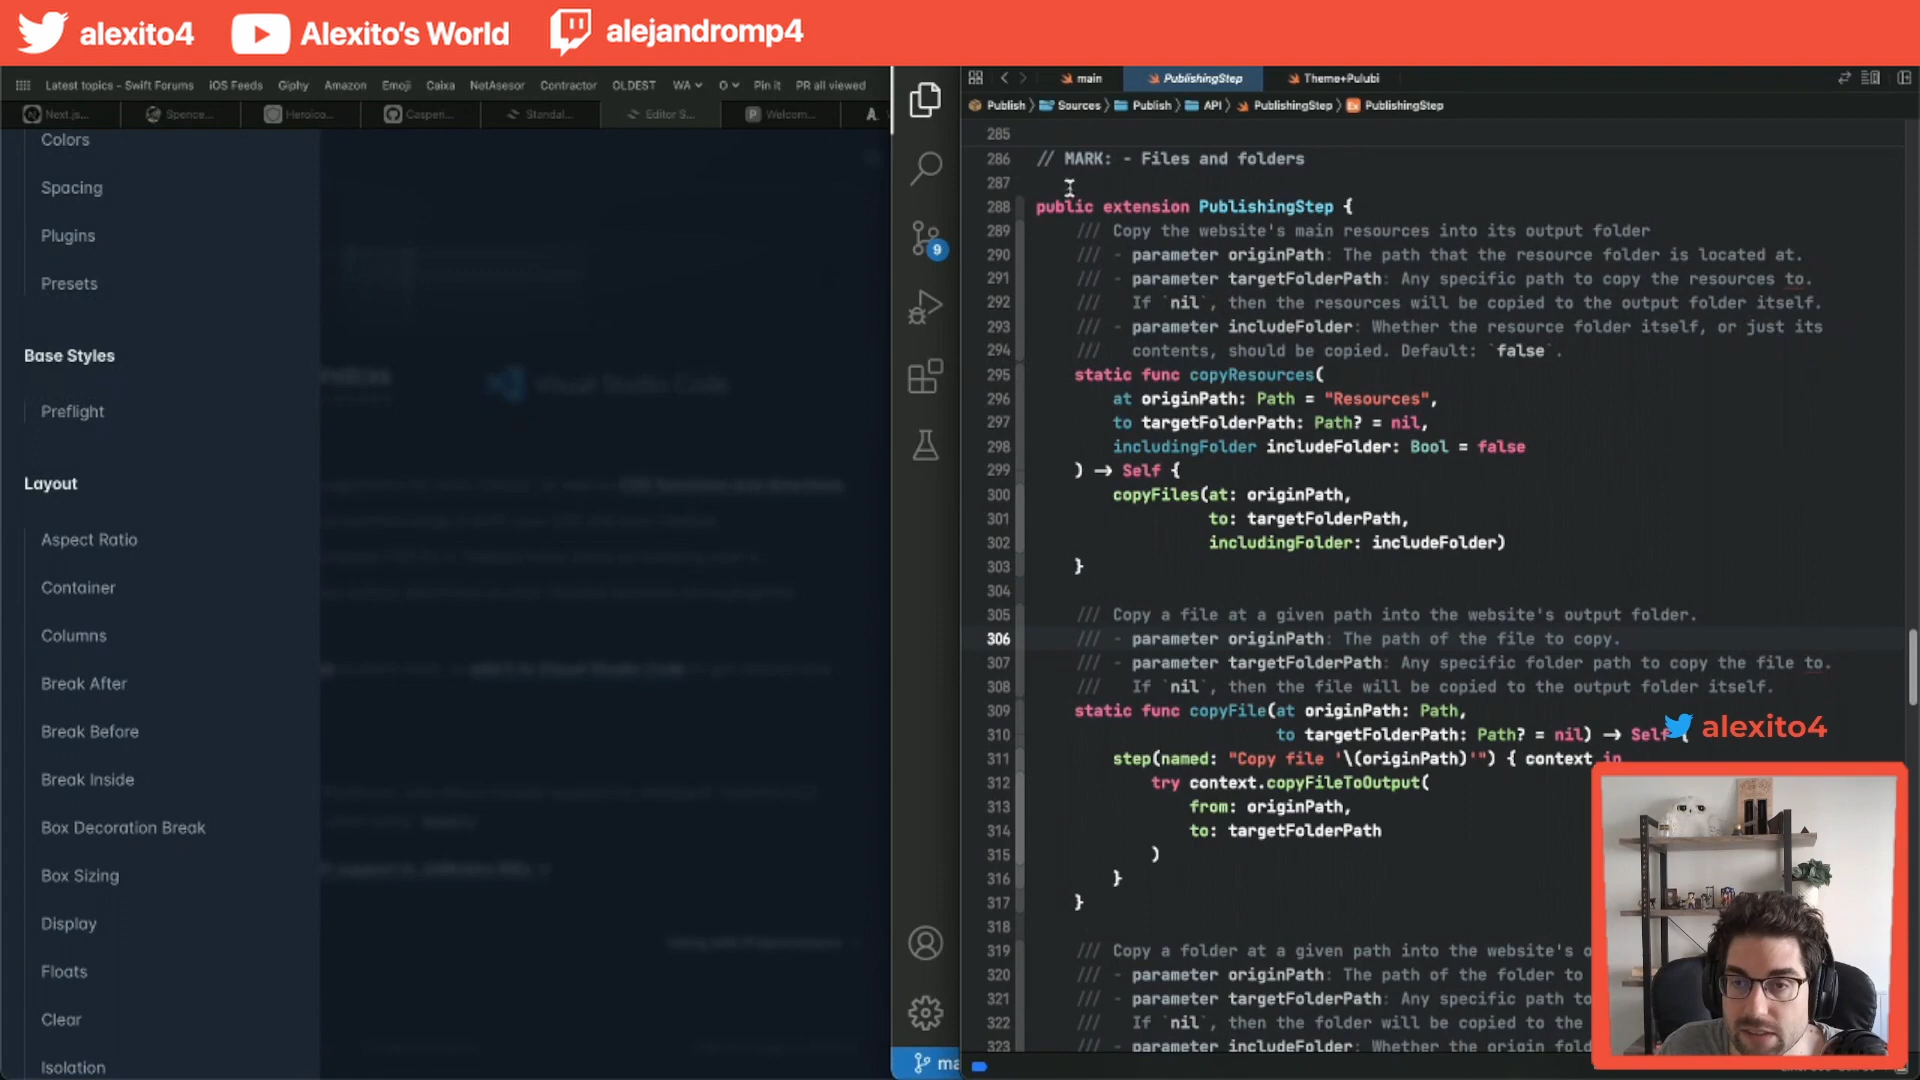 alexito4
Alexito's World
alejandromp4
Latest topics - Swift Forums
iOS Feeds
Giphy
Amazon
Emoji
Caixa
NetAsesor
Contractor
OLDEST
WA
O
Pin it
PR all viewed
Next.js...
Spence...
Heroico...
Casperi...
Standal...
Editor S...
Welcom...
A
Colors
Spacing
Plugins
Presets
Base Styles
Preflight
Layout
Aspect Ratio
Container
Columns
Break After
Break Before
Break Inside
Box Decoration Break
Box Sizing
Display
Floats
Clear
Isolation
Visual Studio Code
9
ma
main
PublishingStep
Theme+Pulubi
Publish
Sources
Publish
API
PublishingStep
PublishingStep
285
286 // MARK: - Files and folders
287
288 public extension PublishingStep {
289 /// Copy the website's main resources into its output folder
290 /// - parameter originPath: The path that the resource folder is located at.
291 /// - parameter targetFolderPath: Any specific path to copy the resources to.
292 /// If `nil`, then the resources will be copied to the output folder itself.
293 /// - parameter includeFolder: Whether the resource folder itself, or just its
294 /// contents, should be copied. Default: `false`.
295 static func copyResources(
296 at originPath: Path = "Resources",
297 to targetFolderPath: Path? = nil,
298 includingFolder includeFolder: Bool = false
299 ) -> Self {
300 copyFiles(at: originPath,
301 to: targetFolderPath,
302 includingFolder: includeFolder)
303 }
304
305 /// Copy a file at a given path into the website's output folder.
306 /// - parameter originPath: The path of the file to copy.
307 /// - parameter targetFolderPath: Any specific folder path to copy the file to.
308 /// If `nil`, then the file will be copied to the output folder itself.
309 static func copyFile(at originPath: Path,
310 to targetFolderPath: Path? = nil) -> Self {
alexito4
311 step(named: "Copy file '\(originPath)'") { context in
312 try context.copyFileToOutput(
313 from: originPath,
314 to: targetFolderPath
315 )
316 }
317 }
318
319 /// Copy a folder at a given path into the website's o
320 /// - parameter originPath: The path of the folder to
321 /// - parameter targetFolderPath: Any specific path to
322 /// If `nil`, then the folder will be copied to the
323 /// - parameter includeFolder: Whether the origin fold